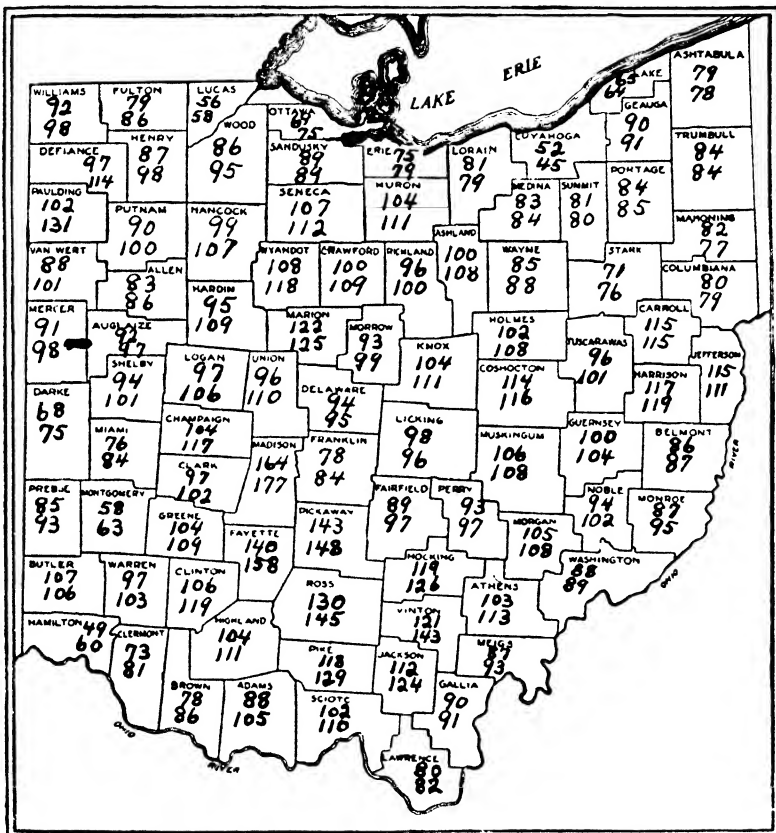 LAKE ERIE
ASHTABULA
79
78
LAKE
65
64
GEAUGA
90
91
WILLIAMS
92
98
FULTON
79
86
LUCAS
56
58
OTTAWA
75
WOOD
86
95
HENRY
87
98
DEFIANCE
97
114
SANDUSKY
89
89
ERIE
75
79
LORAIN
81
79
CUYAHOGA
52
45
TRUMBULL
84
84
PAULDING
102
131
PUTNAM
90
100
HANCOCK
99
107
SENECA
107
112
HURON
104
111
MEDINA
83
84
SUMMIT
81
80
PORTAGE
84
85
MAHONING
82
77
VAN WERT
88
101
ALLEN
83
86
HARDIN
95
109
WYANDOT
108
118
CRAWFORD
100
109
RICHLAND
96
100
ASHLAND
100
108
WAYNE
85
88
STARK
71
76
COLUMBIANA
80
79
MERCER
91
98
AUGLAIZE
97
MARION
122
125
MORROW
93
99
KNOX
104
111
HOLMES
102
108
TUSCARAWAS
96
101
CARROLL
115
115
JEFFERSON
115
111
SHELBY
94
101
LOGAN
97
106
UNION
96
110
DELAWARE
94
95
COSHOCTON
114
116
HARRISON
117
119
DARKE
68
75
MIAMI
76
84
CHAMPAIGN
104
117
CLARK
97
102
MADISON
164
177
FRANKLIN
78
84
LICKING
98
96
MUSKINGUM
106
108
GUERNSEY
100
104
BELMONT
86
87
RIVER
PREBLE
85
93
MONTGOMERY
58
63
GREENE
104
109
FAYETTE
140
158
PICKAWAY
143
148
FAIRFIELD
89
97
PERRY
93
97
MORGAN
105
108
NOBLE
94
102
MONROE
87
95
BUTLER
107
106
WARREN
97
103
CLINTON
106
119
ROSS
130
145
HOCKING
119
126
ATHENS
103
113
WASHINGTON
88
89
OHIO
HAMILTON
49
60
CLERMONT
73
81
HIGHLAND
104
111
VINTON
121
143
MEIGS
87
93
PIKE
118
129
JACKSON
112
124
GALLIA
90
91
BROWN
78
86
ADAMS
88
105
SCIOTO
102
110
OHIO
RIVER
LAWRENCE
80
82